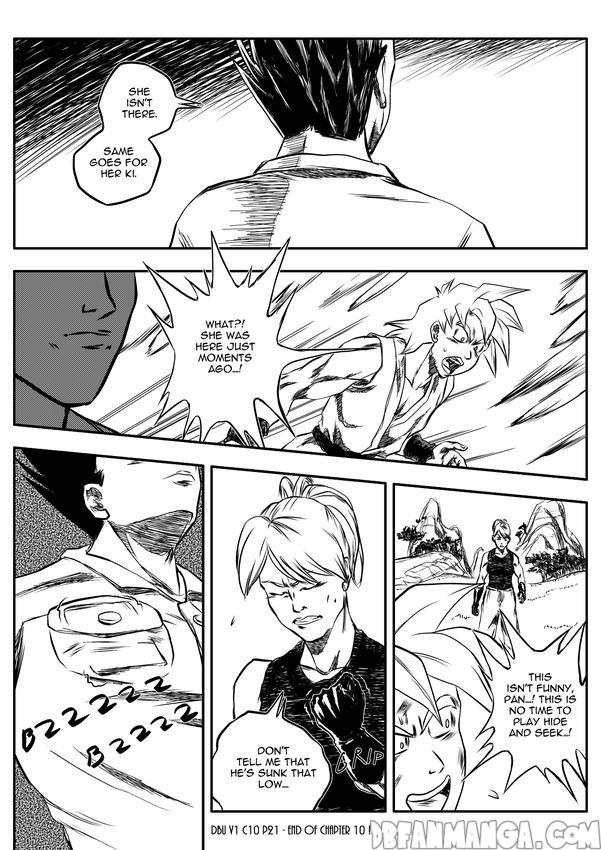 SHE
ISN'T
THERE.
SAME
GOES FOR
HER KI.
WHAT?!
SHE WAS
HERE JUST
MOMENTS
AGO...!
BZZZZZ
BZZZZ
DON'T
TELL ME THAT
HE'S SUNK THAT
LOW...
GRIP
THIS
ISN'T FUNNY,
PAN...! THIS IS
NO TIME TO
PLAY HIDE
AND SEEK...!
DBU V1 C10 P21 - END OF CHAPTER 10 !
DBFANMANGA.COM